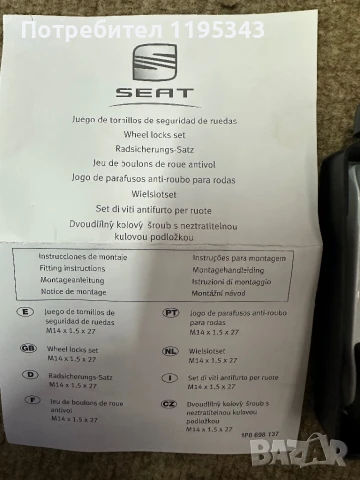 Потребител 1195343
SEAT
Juego de tornillos de seguridad de ruedas
Wheel locks set
Radsicherungs-Satz
Jeu de boulons de roue antivol
Jogo de parafusos anti-roubo para rodas
Wielslotset
Set di viti antifurto per ruote
Dvoudílný kolový šroub s neztratitelnou
kulovou podložkou
Instrucciones de montaje
Fitting instructions
Montageanleitung
Notice de montage
Instruções para montagem
Montagehandleiding
Istruzioni di montaggio
Montážní návod
E Juego de tornillos de
seguridad de ruedas
M14 x 1.5 x 27
GB Wheel locks set
M14 x 1.5 x 27
D Radsicherungs-Satz
M14 x 1.5 x 27
F Jeu de boulons de roue
antivol
M14 x 1.5 x 27
PT Jogo de parafusos anti-roubo
para rodas
M14 x 1.5 x 27
NL Wielslotset
M14 x 1.5 x 27
I Set di viti antifurto per ruote
M14 x 1.5 x 27
CZ Dvoudílný kolový šroub s
neztratitelnou kulovou
podložkou
M14 x 1.5 x 27
1P0 698 137
bazar